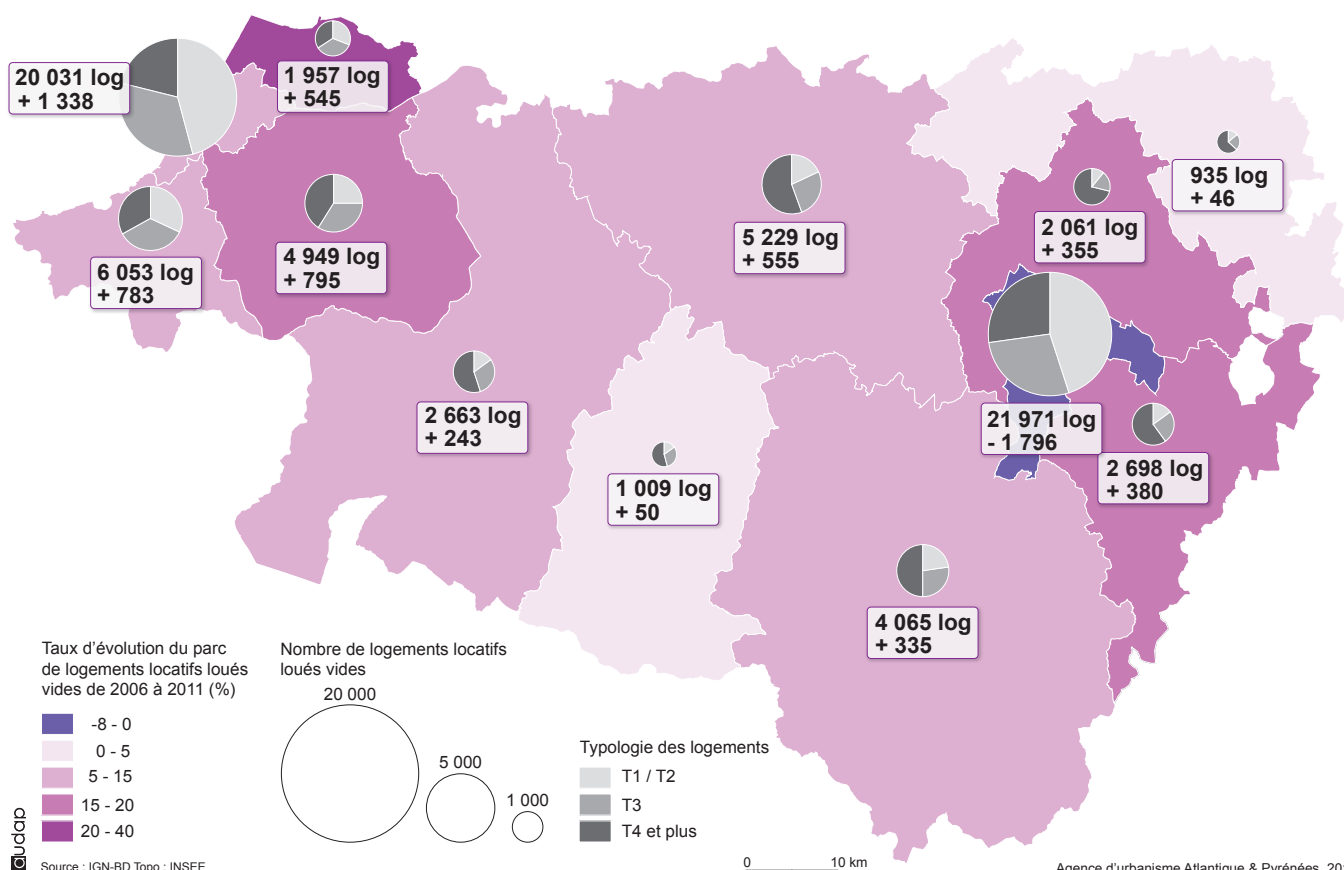 20 031 log
+ 1 338
1 957 log
+ 545
935 log
+ 46
2 061 log
+ 355
5 229 log
+ 555
4 949 log
+ 795
6 053 log
+ 783
2 663 log
+ 243
21 971 log
- 1 796
2 698 log
+ 380
1 009 log
+ 50
4 065 log
+ 335
Taux d'évolution du parc
de logements locatifs loués
vides de 2006 à 2011 (%)
-8 - 0
0 - 5
5 - 15
15 - 20
20 - 40
Nombre de logements locatifs
loués vides
20 000
5 000
1 000
Typologie des logements
T1 / T2
T3
T4 et plus
audap
Source : IGN-BD Topo ; INSEE
0 10 km
Agence d'urbanisme Atlantique & Pyrénées,